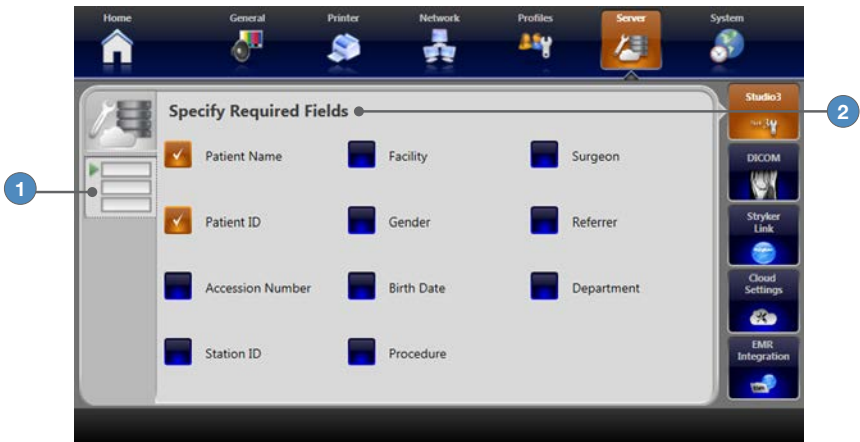 Home
General
Printer
Network
Profiles
Server
System
Studio3
Specify Required Fields
2
Patient Name
Facility
Surgeon
DICOM
1
Patient ID
Gender
Referrer
Stryker
Link
Accession Number
Birth Date
Department
Cloud
Settings
Station ID
Procedure
EMR
Integration